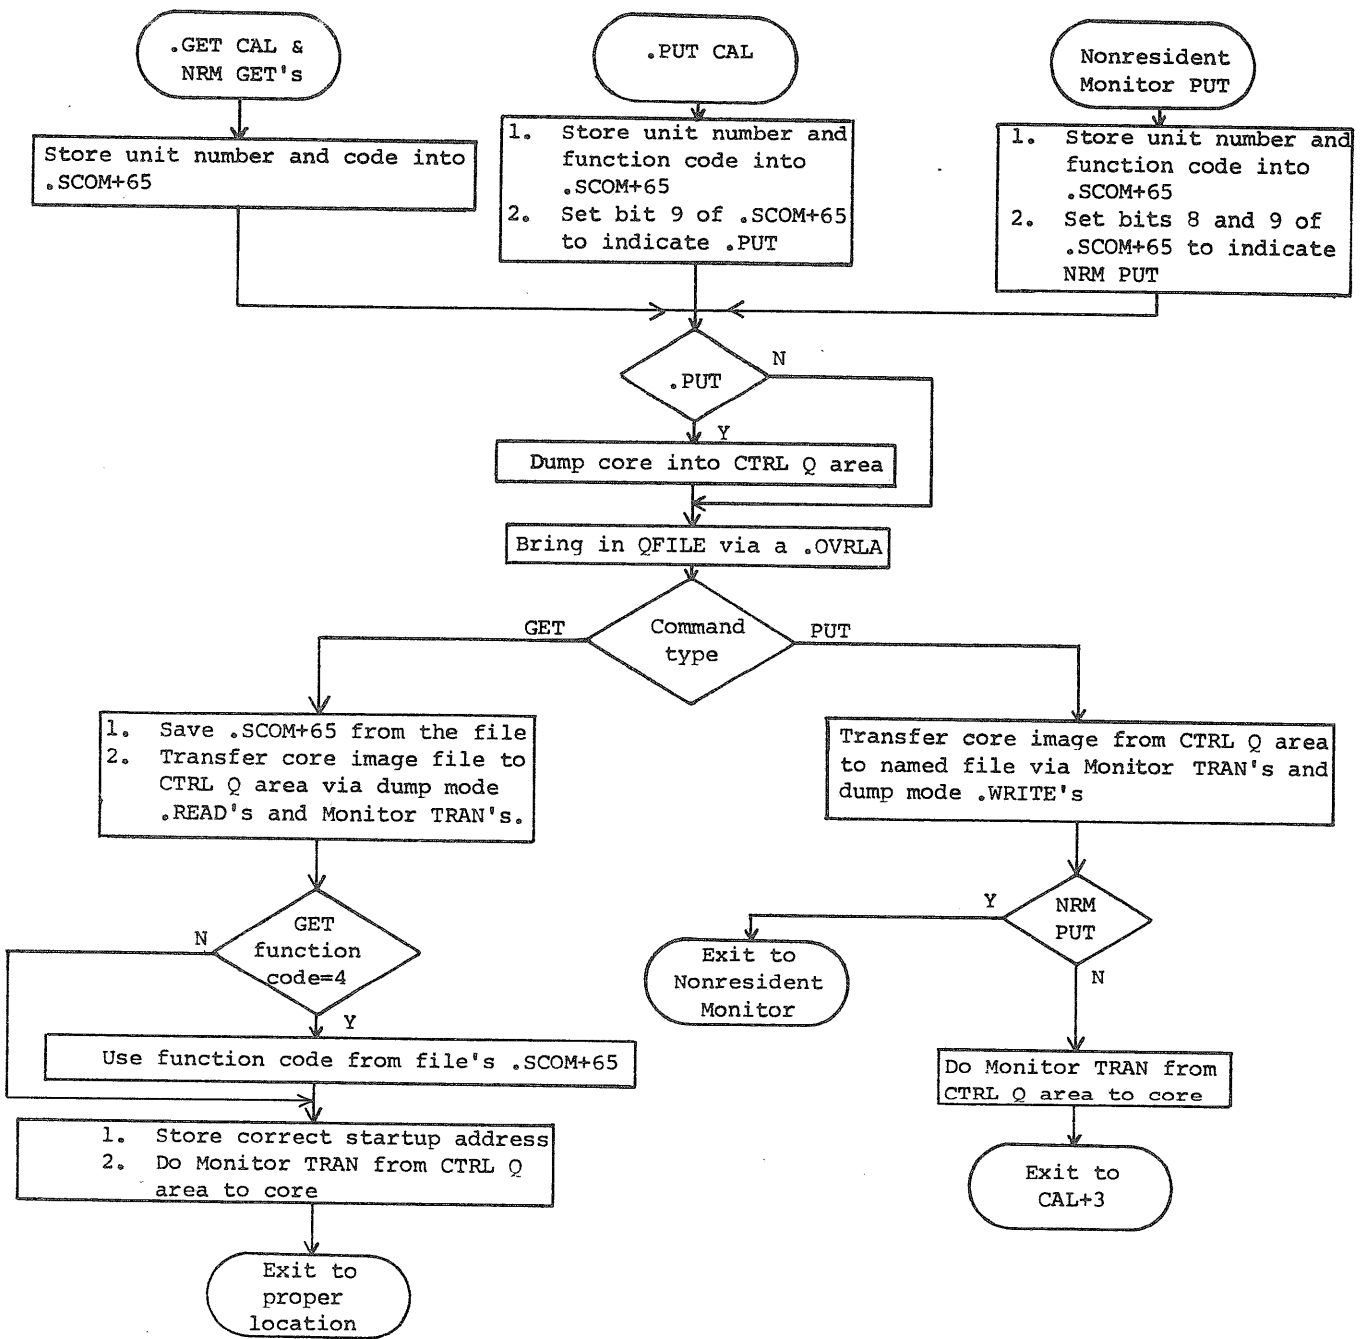 .GET CAL &
NRM GET's
.PUT CAL
Nonresident
Monitor PUT
Store unit number and code into
.SCOM+65
1. Store unit number and
function code into
.SCOM+65
2. Set bit 9 of .SCOM+65
to indicate .PUT
1. Store unit number and
function code into
.SCOM+65
2. Set bits 8 and 9 of
.SCOM+65 to indicate
NRM PUT
.PUT
N
Y
Dump core into CTRL Q area
Bring in QFILE via a .OVRLA
Command
type
GET
PUT
1. Save .SCOM+65 from the file
2. Transfer core image file to
CTRL Q area via dump mode
.READ's and Monitor TRAN's.
Transfer core image from CTRL Q area
to named file via Monitor TRAN's and
dump mode .WRITE's
GET
function
code=4
N
Y
NRM
PUT
Y
N
Exit to
Nonresident
Monitor
Use function code from file's .SCOM+65
Do Monitor TRAN from
CTRL Q area to core
1. Store correct startup address
2. Do Monitor TRAN from CTRL Q
area to core
Exit to
CAL+3
Exit to
proper
location